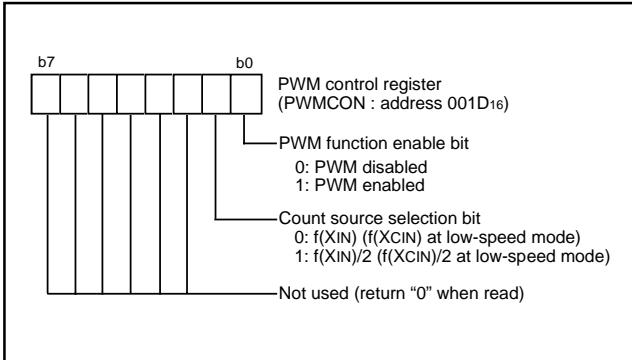 b7 b0
PWM control register
(PWMCON : address 001D16)
PWM function enable bit
0: PWM disabled
1: PWM enabled
Count source selection bit
0: f(XIN) (f(XCIN) at low-speed mode)
1: f(XIN)/2 (f(XCIN)/2 at low-speed mode)
Not used (return “0” when read)